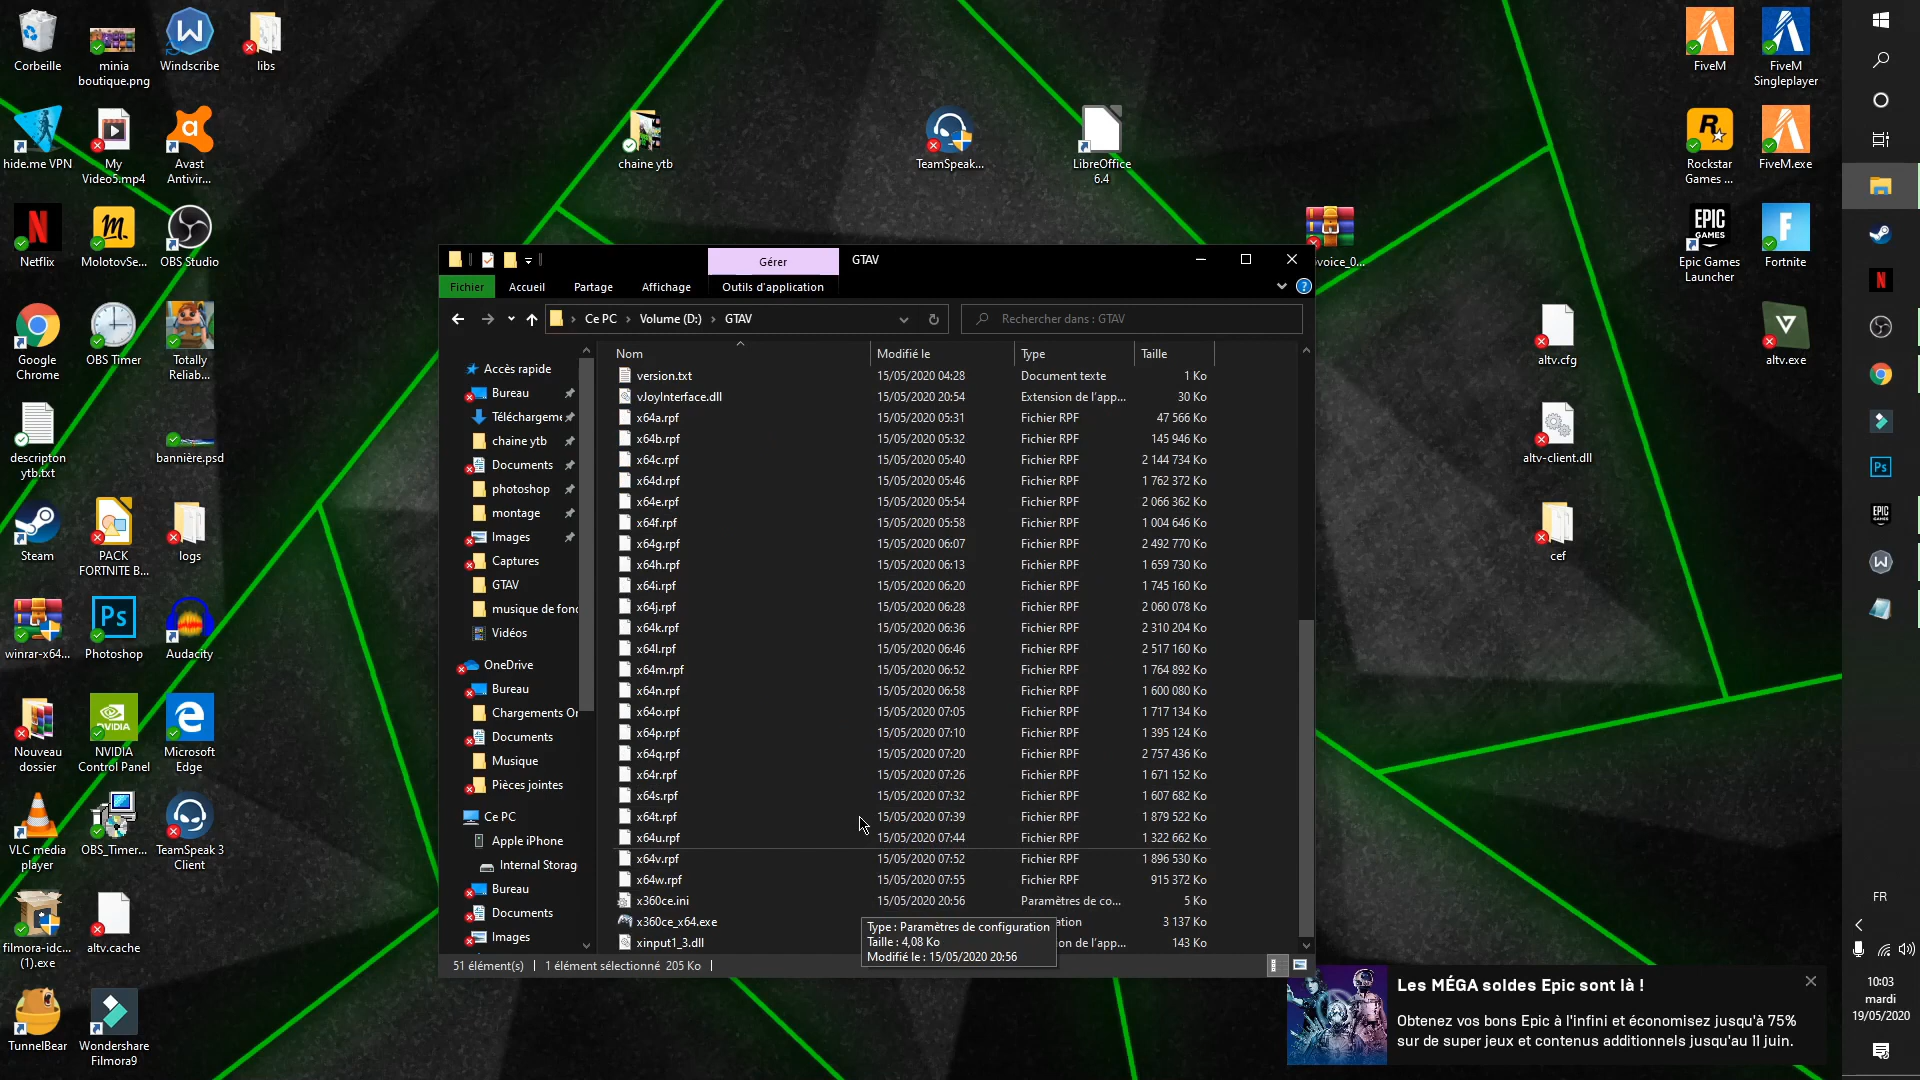 Corbeille
minia
boutique.png
Windscribe
libs
hide.me VPN
My
Video5.mp4
Avast
Antivir...
Netflix
MolotovSe...
OBS Studio
Google
Chrome
OBS Timer
Totally
Reliab...
descripton
ytb.txt
bannière.psd
Steam
PACK
FORTNITE B...
logs
winrar-x64...
Photoshop
Audacity
Nouveau
dossier
NVIDIA
Control Panel
Microsoft
Edge
VLC media
player
OBS_Timer...
TeamSpeak 3
Client
filmora-idc...
(1).exe
altv.cache
TunnelBear
Wondershare
Filmora9
chaine ytb
TeamSpeak...
LibreOffice
6.4
voice_0...
FiveM
FiveM
Singleplayer
Rockstar
Games ...
FiveM.exe
Epic Games
Launcher
Fortnite
altv.cfg
altv.exe
altv-client.dll
cef
Gérer
GTAV
Fichier
Accueil
Partage
Affichage
Outils d'application
Ce PC
Volume (D:)
GTAV
Rechercher dans : GTAV
Accès rapide
Bureau
Téléchargeme
chaine ytb
Documents
photoshop
montage
Images
Captures
GTAV
musique de fond
Vidéos
OneDrive
Bureau
Chargements Or
Documents
Musique
Pièces jointes
Ce PC
Apple iPhone
Internal Storag
Bureau
Documents
Images
Nom Modifié le Type Taille
version.txt 15/05/2020 04:28 Document texte 1 Ko
vJoyInterface.dll 15/05/2020 20:54 Extension de l'app... 30 Ko
x64a.rpf 15/05/2020 05:31 Fichier RPF 47 566 Ko
x64b.rpf 15/05/2020 05:32 Fichier RPF 145 946 Ko
x64c.rpf 15/05/2020 05:40 Fichier RPF 2 144 734 Ko
x64d.rpf 15/05/2020 05:46 Fichier RPF 1 762 372 Ko
x64e.rpf 15/05/2020 05:54 Fichier RPF 2 066 362 Ko
x64f.rpf 15/05/2020 05:58 Fichier RPF 1 004 646 Ko
x64g.rpf 15/05/2020 06:07 Fichier RPF 2 492 770 Ko
x64h.rpf 15/05/2020 06:13 Fichier RPF 1 659 730 Ko
x64i.rpf 15/05/2020 06:20 Fichier RPF 1 745 160 Ko
x64j.rpf 15/05/2020 06:28 Fichier RPF 2 060 078 Ko
x64k.rpf 15/05/2020 06:36 Fichier RPF 2 310 204 Ko
x64l.rpf 15/05/2020 06:46 Fichier RPF 2 517 160 Ko
x64m.rpf 15/05/2020 06:52 Fichier RPF 1 764 892 Ko
x64n.rpf 15/05/2020 06:58 Fichier RPF 1 600 080 Ko
x64o.rpf 15/05/2020 07:05 Fichier RPF 1 717 134 Ko
x64p.rpf 15/05/2020 07:10 Fichier RPF 1 395 124 Ko
x64q.rpf 15/05/2020 07:20 Fichier RPF 2 757 436 Ko
x64r.rpf 15/05/2020 07:26 Fichier RPF 1 671 152 Ko
x64s.rpf 15/05/2020 07:32 Fichier RPF 1 607 682 Ko
x64t.rpf 15/05/2020 07:39 Fichier RPF 1 879 522 Ko
x64u.rpf 15/05/2020 07:44 Fichier RPF 1 322 662 Ko
x64v.rpf 15/05/2020 07:52 Fichier RPF 1 896 530 Ko
x64w.rpf 15/05/2020 07:55 Fichier RPF 915 372 Ko
x360ce.ini 15/05/2020 20:56 Paramètres de co... 5 Ko
x360ce_x64.exe ation 3 137 Ko
xinput1_3.dll on de l'app... 143 Ko
Type : Paramètres de configuration
Taille : 4,08 Ko
Modifié le : 15/05/2020 20:56
51 élément(s) 1 élément sélectionné 205 Ko
Les MÉGA soldes Epic sont là !
Obtenez vos bons Epic à l'infini et économisez jusqu'à 75%
sur de super jeux et contenus additionnels jusqu'au 11 juin.
FR
10:03
mardi
19/05/2020